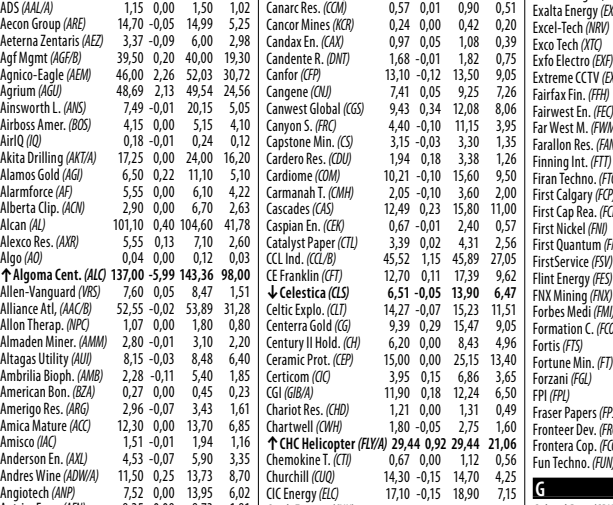 ADS (AAL/A) 1,15 0,00 1,50 1,02
Aecon Group (ARE) 14,70 -0,05 14,99 5,25
Aeterna Zentaris (AEZ) 3,37 -0,09 6,00 2,98
Agf Mgmt (AGF/B) 39,50 0,20 40,00 19,30
Agnico-Eagle (AEM) 46,00 2,26 52,03 30,72
Agrium (AGU) 48,69 2,13 49,54 24,56
Ainsworth L. (ANS) 7,49 -0,01 20,15 5,05
Airboss Amer. (BOS) 4,15 0,00 5,15 4,10
AirIQ (IQ) 0,18 -0,01 0,24 0,12
Akita Drilling (AKT/A) 17,25 0,00 24,00 16,20
Alamos Gold (AGI) 6,50 0,22 11,10 5,10
Alarmforce (AF) 5,55 0,00 6,10 4,22
Alberta Clip. (ACN) 2,90 0,00 6,70 2,63
Alcan (AL) 101,10 0,40 104,60 41,78
Alexco Res. (AXR) 5,55 0,13 7,10 2,60
Algo (AO) 0,04 0,00 0,12 0,03
↑Algoma Cent. (ALC) 137,00 -5,99 143,36 98,00
Allen-Vanguard (VRS) 7,60 0,05 8,47 1,51
Alliance Atl, (AAC/B) 52,55 -0,02 53,89 31,28
Allon Therap. (NPC) 1,07 0,00 1,80 0,80
Almaden Miner. (AMM) 2,80 -0,01 3,10 2,20
Altagas Utility (AUI) 8,15 -0,03 8,48 6,40
Ambrilia Bioph. (AMB) 2,28 -0,11 5,40 1,85
American Bon. (BZA) 0,27 0,00 0,45 0,23
Amerigo Res. (ARG) 2,96 -0,07 3,43 1,61
Amica Mature (ACC) 12,30 0,00 13,70 6,85
Amisco (IAC) 1,51 -0,01 1,94 1,16
Anderson En. (AXL) 4,53 -0,07 5,90 3,35
Andres Wine (ADW/A) 11,50 0,25 13,73 8,70
Angiotech (ANP) 7,52 0,00 13,95 6,02
Canarc Res. (CCM) 0,57 0,01 0,90 0,51
Cancor Mines (KCR) 0,24 0,00 0,42 0,20
Candax En. (CAX) 0,97 0,05 1,08 0,39
Candente R. (DNT) 1,68 -0,01 1,82 0,75
Canfor (CFP) 13,10 -0,12 13,50 9,05
Cangene (CNJ) 7,41 0,05 9,25 7,26
Canwest Global (CGS) 9,43 0,34 12,08 8,06
Canyon S. (FRC) 4,40 -0,10 11,15 3,95
Capstone Min. (CS) 3,15 -0,03 3,30 1,35
Cardero Res. (CDU) 1,94 0,18 3,38 1,26
Cardiome (COM) 10,21 -0,10 15,60 9,50
Carmanah T. (CMH) 2,05 -0,10 3,60 2,00
Cascades (CAS) 12,49 0,23 15,80 11,00
Caspian En. (CEK) 0,67 -0,01 2,40 0,57
Catalyst Paper (CTL) 3,39 0,02 4,31 2,56
CCL Ind. (CCL/B) 45,52 1,15 45,89 27,05
CE Franklin (CFT) 12,70 0,11 17,39 9,62
↓Celestica (CLS) 6,51 -0,05 13,90 6,47
Celtic Explo. (CLT) 14,27 -0,07 15,23 11,51
Centerra Gold (CG) 9,39 0,29 15,47 9,05
Century II Hold. (CH) 6,20 0,00 8,43 4,96
Ceramic Prot. (CEP) 15,00 0,00 25,15 13,40
Certicom (CIC) 3,95 0,15 6,86 3,65
CGI (GIB/A) 11,90 0,18 12,24 6,50
Chariot Res. (CHD) 1,21 0,00 1,31 0,49
Chartwell (CWH) 1,80 -0,05 2,75 1,60
↑CHC Helicopter (FLY/A) 29,44 0,92 29,44 21,06
Chemokine T. (CTI) 0,67 0,00 1,12 0,56
Churchill (CUQ) 14,30 -0,15 14,70 4,25
CIC Energy (ELC) 17,10 -0,15 18,90 7,15
Exalta Energy
Excel-Tech (NRV)
Exco Tech (XTC)
Exfo Electro (EXF)
Extreme CCTV
Fairfax Fin. (FFH)
Fairwest En. (FEC)
Far West M.
Farallon Res.
Finning Int. (FTT)
Firan Techno.
First Calgary
First Cap Rea.
First Nickel (FNI)
First Quantum
FirstService (FSV)
Flint Energy (FES)
FNX Mining (FNX)
Forbes Medi
Formation C.
Fortis (FTS)
Fortune Min.
Forzani (FGL)
FPI (FPL)
Fraser Papers
Fronteer Dev.
Frontera Cop.
Fun Techno.
G